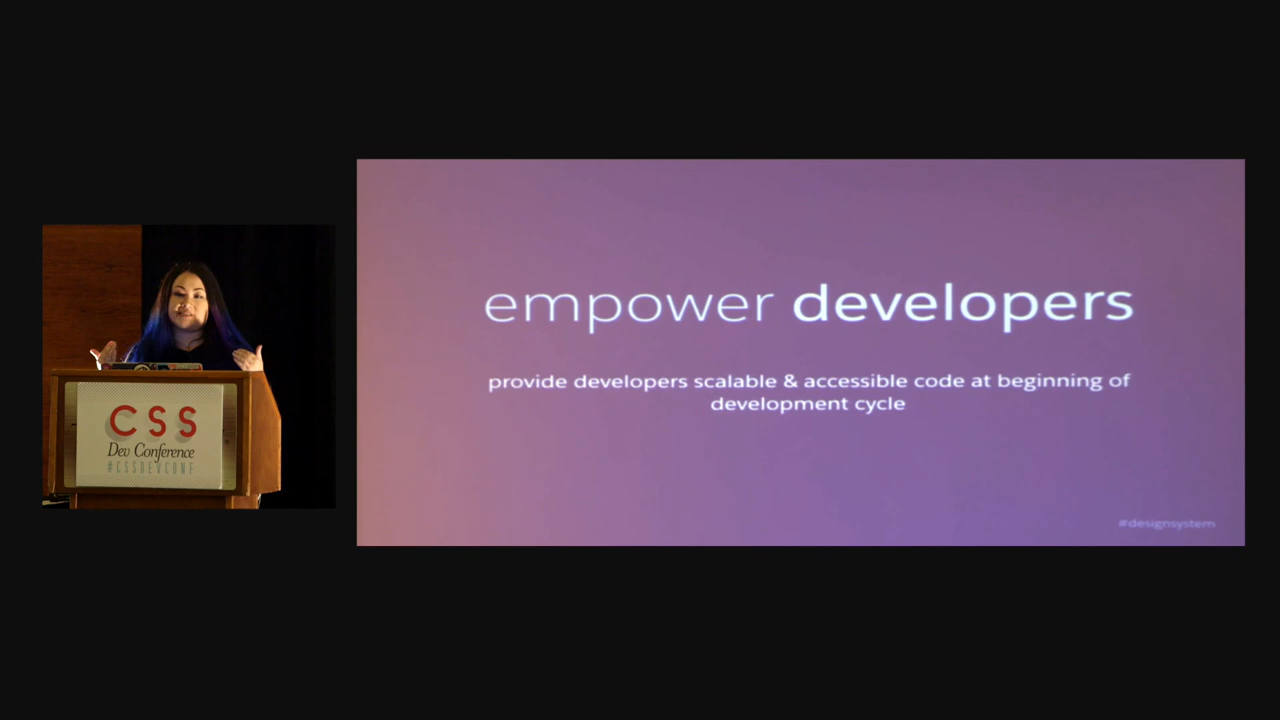 CSS
Dev Conference
#CSSDEVCONF
empower developers
provide developers scalable & accessible code at beginning of
development cycle
#designsystem